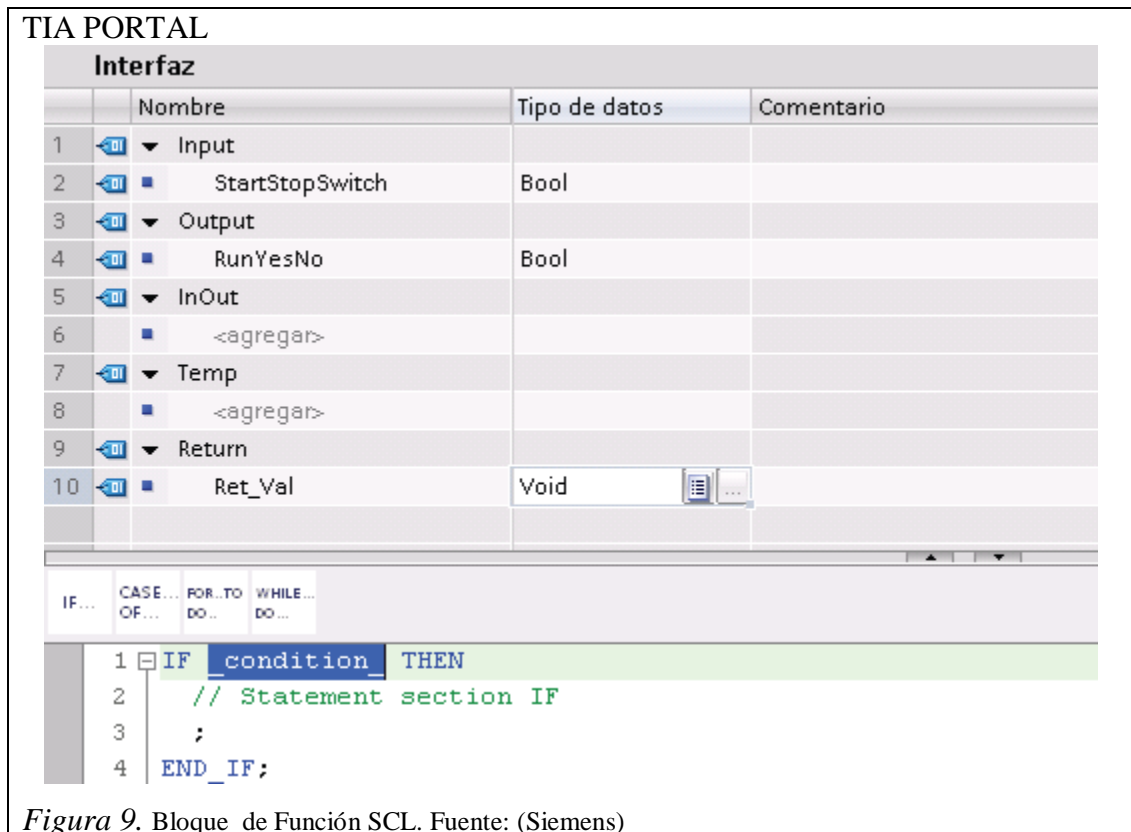 TIA PORTAL
Interfaz
Nombre Tipo de datos Comentario
1 Input
2 StartStopSwitch Bool
3 Output
4 RunYesNo Bool
5 InOut
6 <agregar>
7 Temp
8 <agregar>
9 Return
10 Ret_Val Void ...
IF... CASE... OF... FOR..TO DO.. WHILE... DO...
1 IF _condition_ THEN
2 // Statement section IF
3 ;
4 END_IF;
Figura 9. Bloque de Función SCL. Fuente: (Siemens)